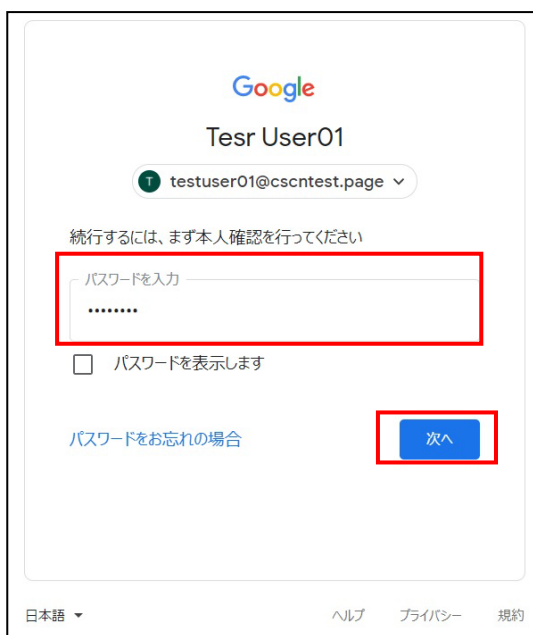 Google
Tesr User01
T testuser01@cscntest.page
続行するには、まず本人確認を行ってください
パスワードを入力
••••••••
パスワードを表示します
パスワードをお忘れの場合 次へ
日本語 ヘルプ プライバシー 規約